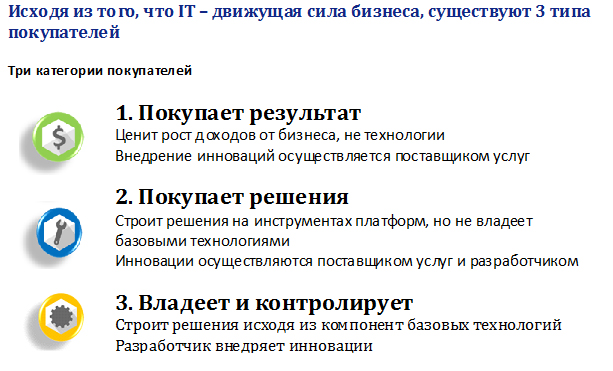 Исходя из того, что IT – движущая сила бизнеса, существуют 3 типа
покупателей
Три категории покупателей
1. Покупает результат
Ценит рост доходов от бизнеса, не технологии
Внедрение инноваций осуществляется поставщиком услуг
2. Покупает решения
Строит решения на инструментах платформ, но не владеет
базовыми технологиями
Инновации осуществляются поставщиком услуг и разработчиком
3. Владеет и контролирует
Строит решения исходя из компонент базовых технологий
Разработчик внедряет инновации